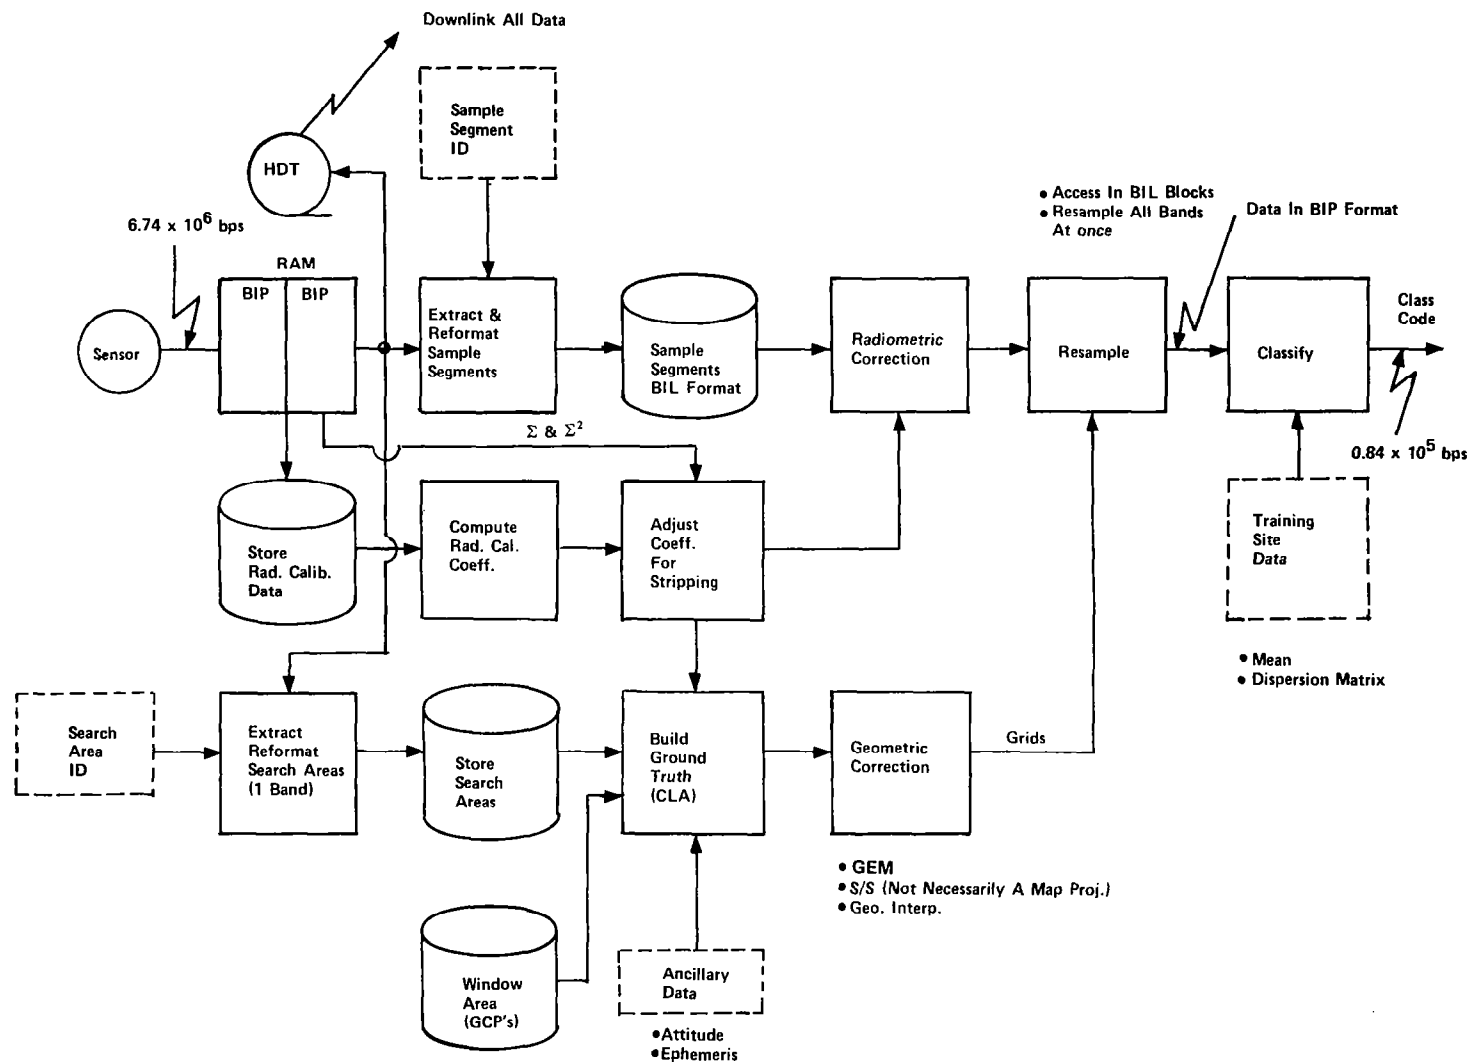 Downlink All Data
Sample
Segment
ID
HDT
6.74 x 10^6 bps
RAM
BIP
BIP
Sensor
Extract &
Reformat
Sample
Segments
Sample
Segments
BIL Format
Radiometric
Correction
• Access In BIL Blocks
• Resample All Bands
At once
Data In BIP Format
Resample
Classify
Class
Code
0.84 x 10^5 bps
Σ & Σ^2
Store
Rad. Calib.
Data
Compute
Rad. Cal.
Coeff.
Adjust
Coeff.
For
Stripping
Training
Site
Data
• Mean
• Dispersion Matrix
Search
Area
ID
Extract
Reformat
Search Areas
(1 Band)
Store
Search
Areas
Build
Ground
Truth
(CLA)
Geometric
Correction
Grids
• GEM
• S/S (Not Necessarily A Map Proj.)
• Geo. Interp.
Window
Area
(GCP's)
Ancillary
Data
• Attitude
• Ephemeris